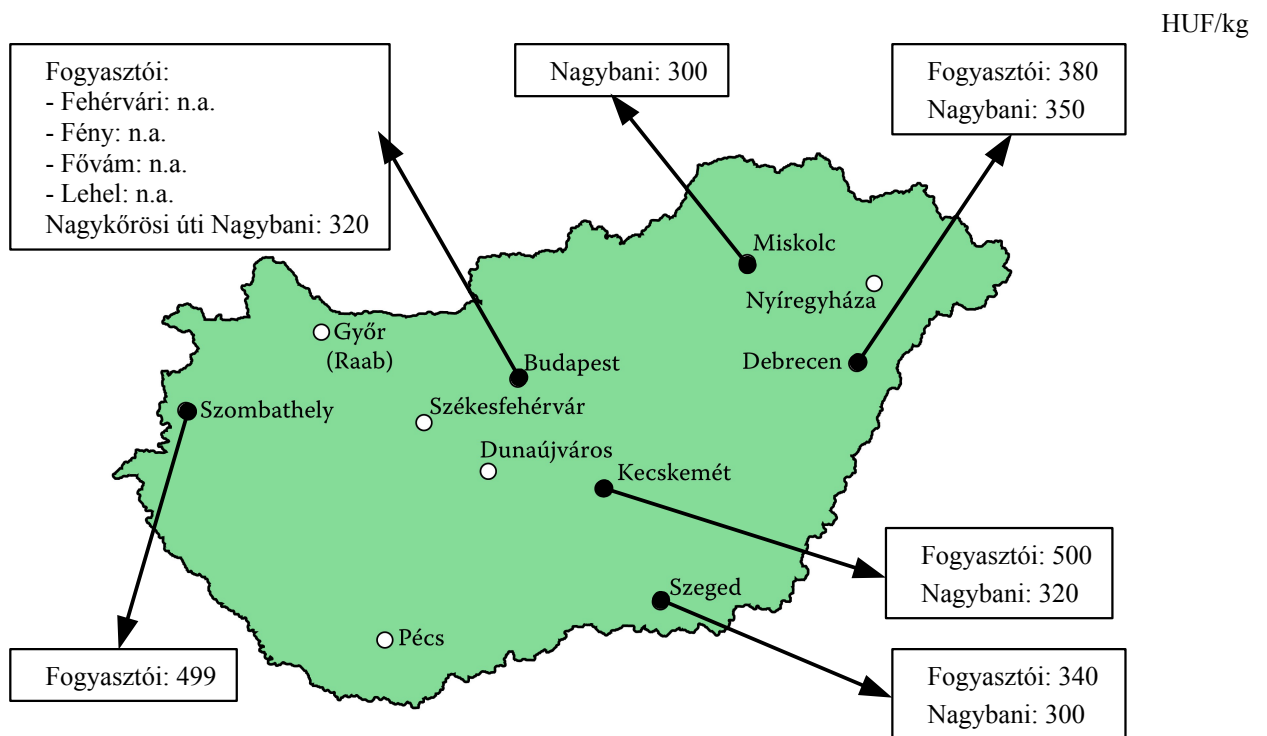 HUF/kg
Fogyasztói:
- Fehérvári: n.a.
- Fény: n.a.
- Fővám: n.a.
- Lehel: n.a.
Nagykőrösi úti Nagybani: 320
Nagybani: 300
Fogyasztói: 380
Nagybani: 350
Miskolc
Nyíregyháza
Győr
(Raab)
Budapest
Debrecen
Szombathely
Székesfehérvár
Dunaújváros
Kecskemét
Fogyasztói: 500
Nagybani: 320
Szeged
Pécs
Fogyasztói: 499
Fogyasztói: 340
Nagybani: 300